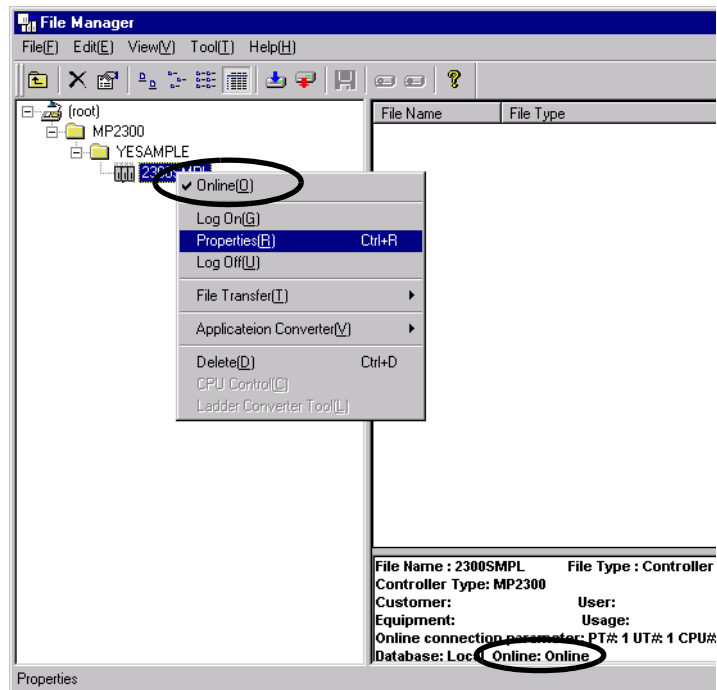 File Manager
File(F) Edit(E) View(V) Tool(T) Help(H)
(root)
MP2300
YESAMPLE
2300SMPL
File Name File Type
Online(O)
Log On(G)
Properties(R) Ctrl+R
Log Off(U)
File Transfer(T)
Applicateion Converter(V)
Delete(D) Ctrl+D
CPU Control(C)
Ladder Converter Tool(L)
File Name : 2300SMPL File Type : Controller
Controller Type: MP2300
Customer: User:
Equipment: Usage:
Online connection parameter: PT#: 1 UT#: 1 CPU#
Database: Local Online: Online
Properties